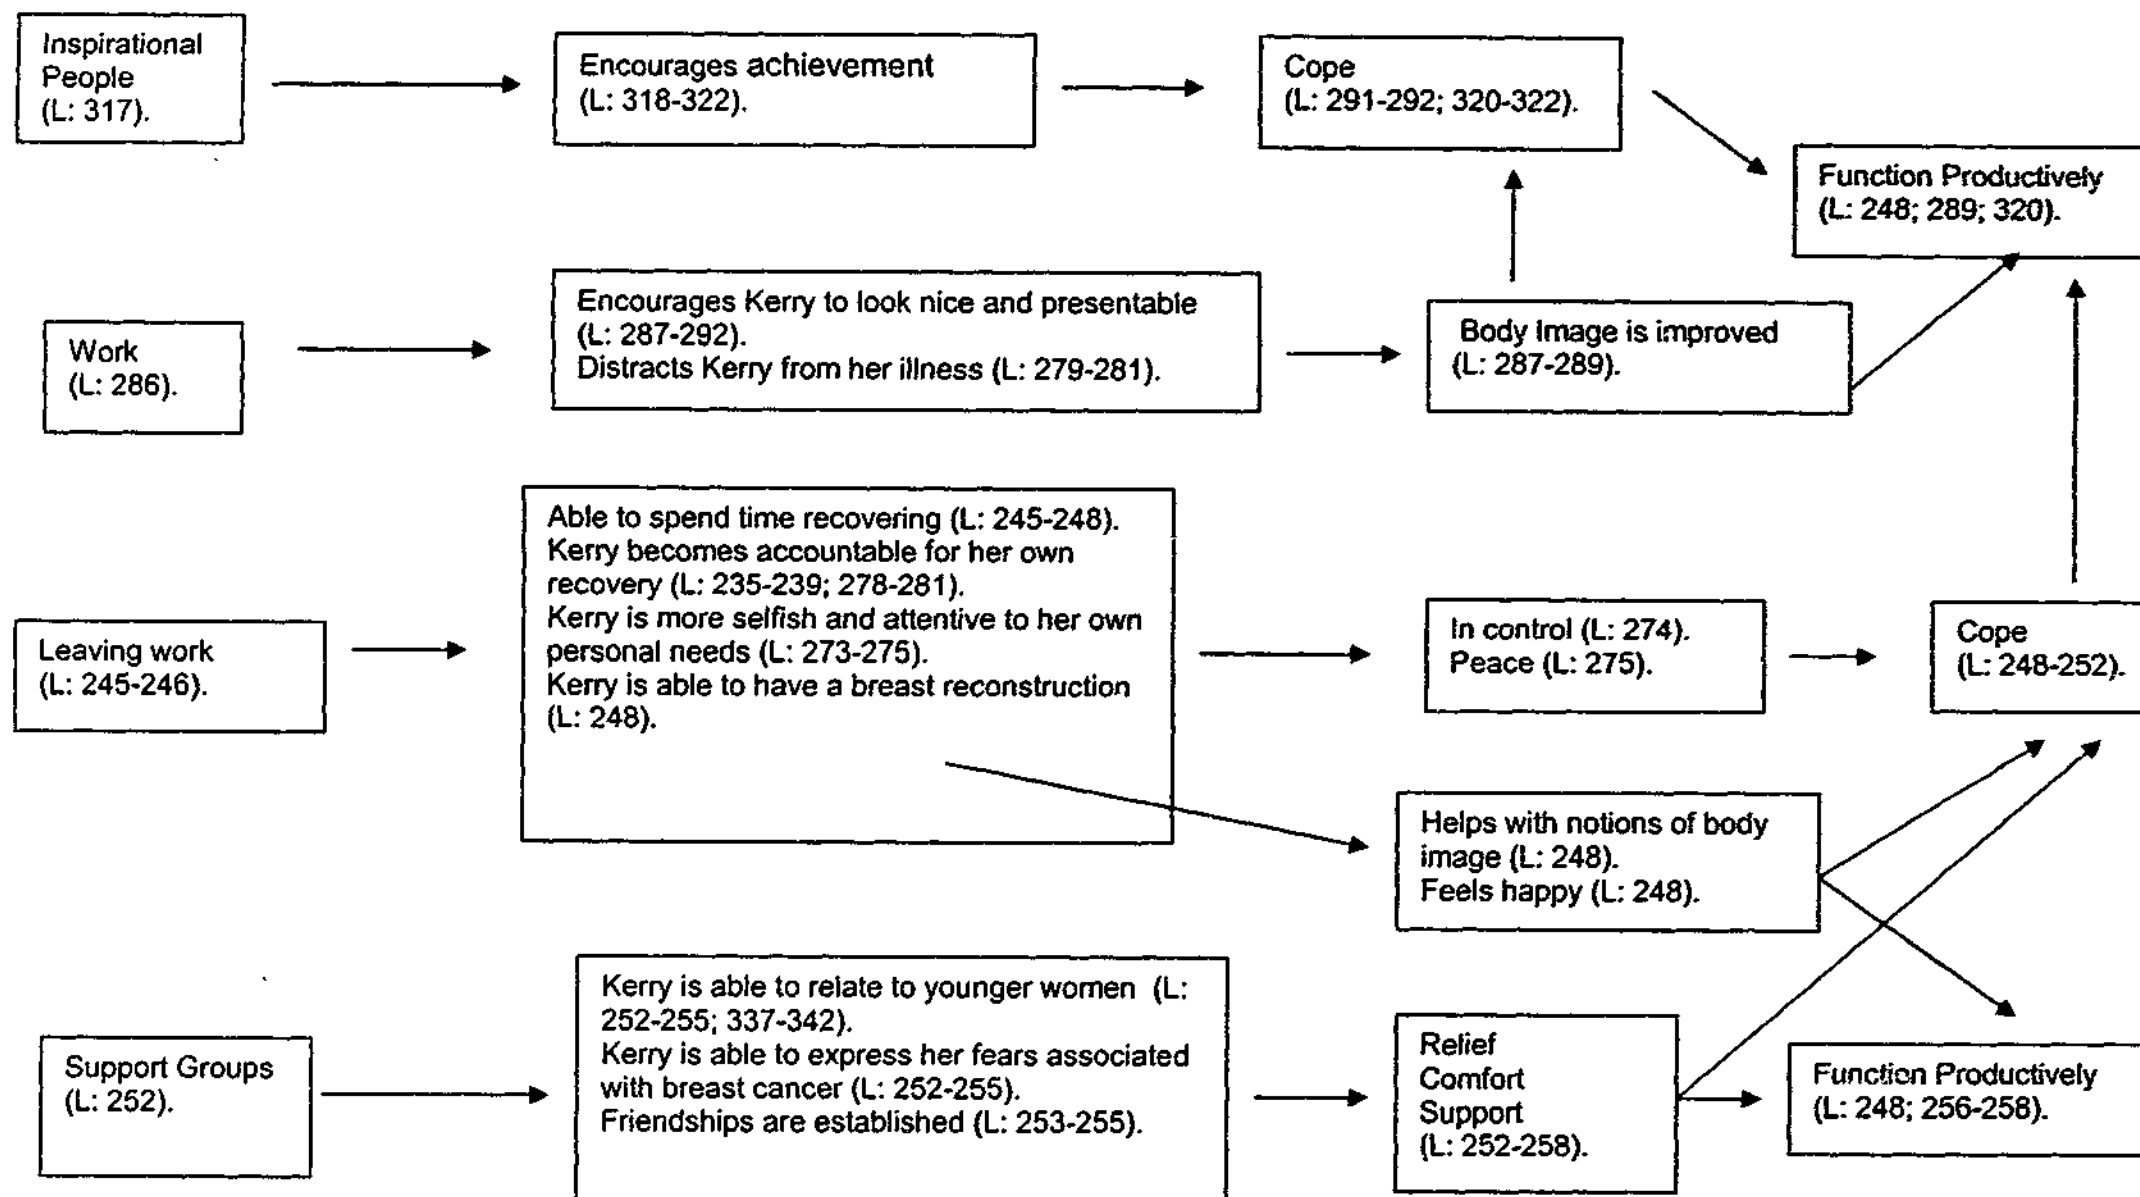 Inspirational
People
(L: 317).
Encourages achievement
(L: 318-322).
Cope
(L: 291-292; 320-322).
Function Productively
(L: 248; 289; 320).
Work
(L: 286).
Encourages Kerry to look nice and presentable
(L: 287-292).
Distracts Kerry from her illness (L: 279-281).
Body Image is improved
(L: 287-289).
Leaving work
(L: 245-246).
Able to spend time recovering (L: 245-248).
Kerry becomes accountable for her own
recovery (L: 235-239; 278-281).
Kerry is more selfish and attentive to her own
personal needs (L: 273-275).
Kerry is able to have a breast reconstruction
(L: 248).
In control (L: 274).
Peace (L: 275).
Cope
(L: 248-252).
Helps with notions of body
image (L: 248).
Feels happy (L: 248).
Support Groups
(L: 252).
Kerry is able to relate to younger women (L:
252-255; 337-342).
Kerry is able to express her fears associated
with breast cancer (L: 252-255).
Friendships are established (L: 253-255).
Relief
Comfort
Support
(L: 252-258).
Function Productively
(L: 248; 256-258).